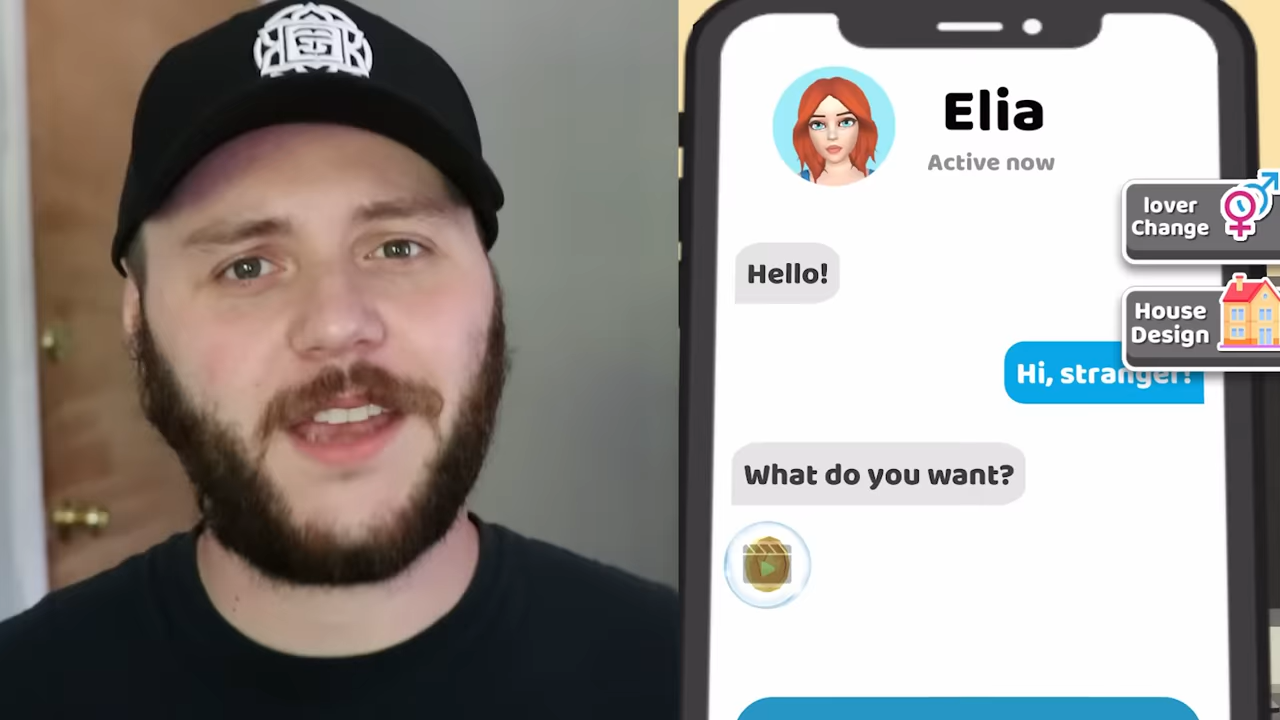 Elia
Active now
lover
Change
Hello!
House
Design
Hi, stranger!
What do you want?